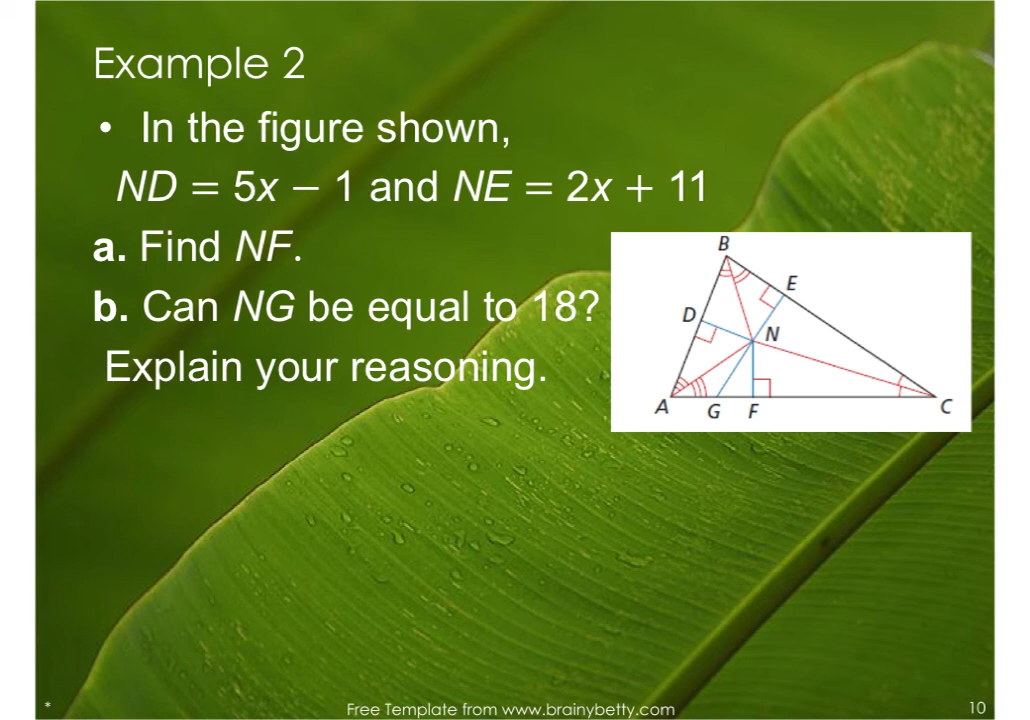 Example 2
• In the figure shown,
ND = 5x − 1 and NE = 2x + 11
a. Find NF.
b. Can NG be equal to 18?
Explain your reasoning.
B
E
D
N
A
G
F
C
*
Free Template from www.brainybetty.com
10